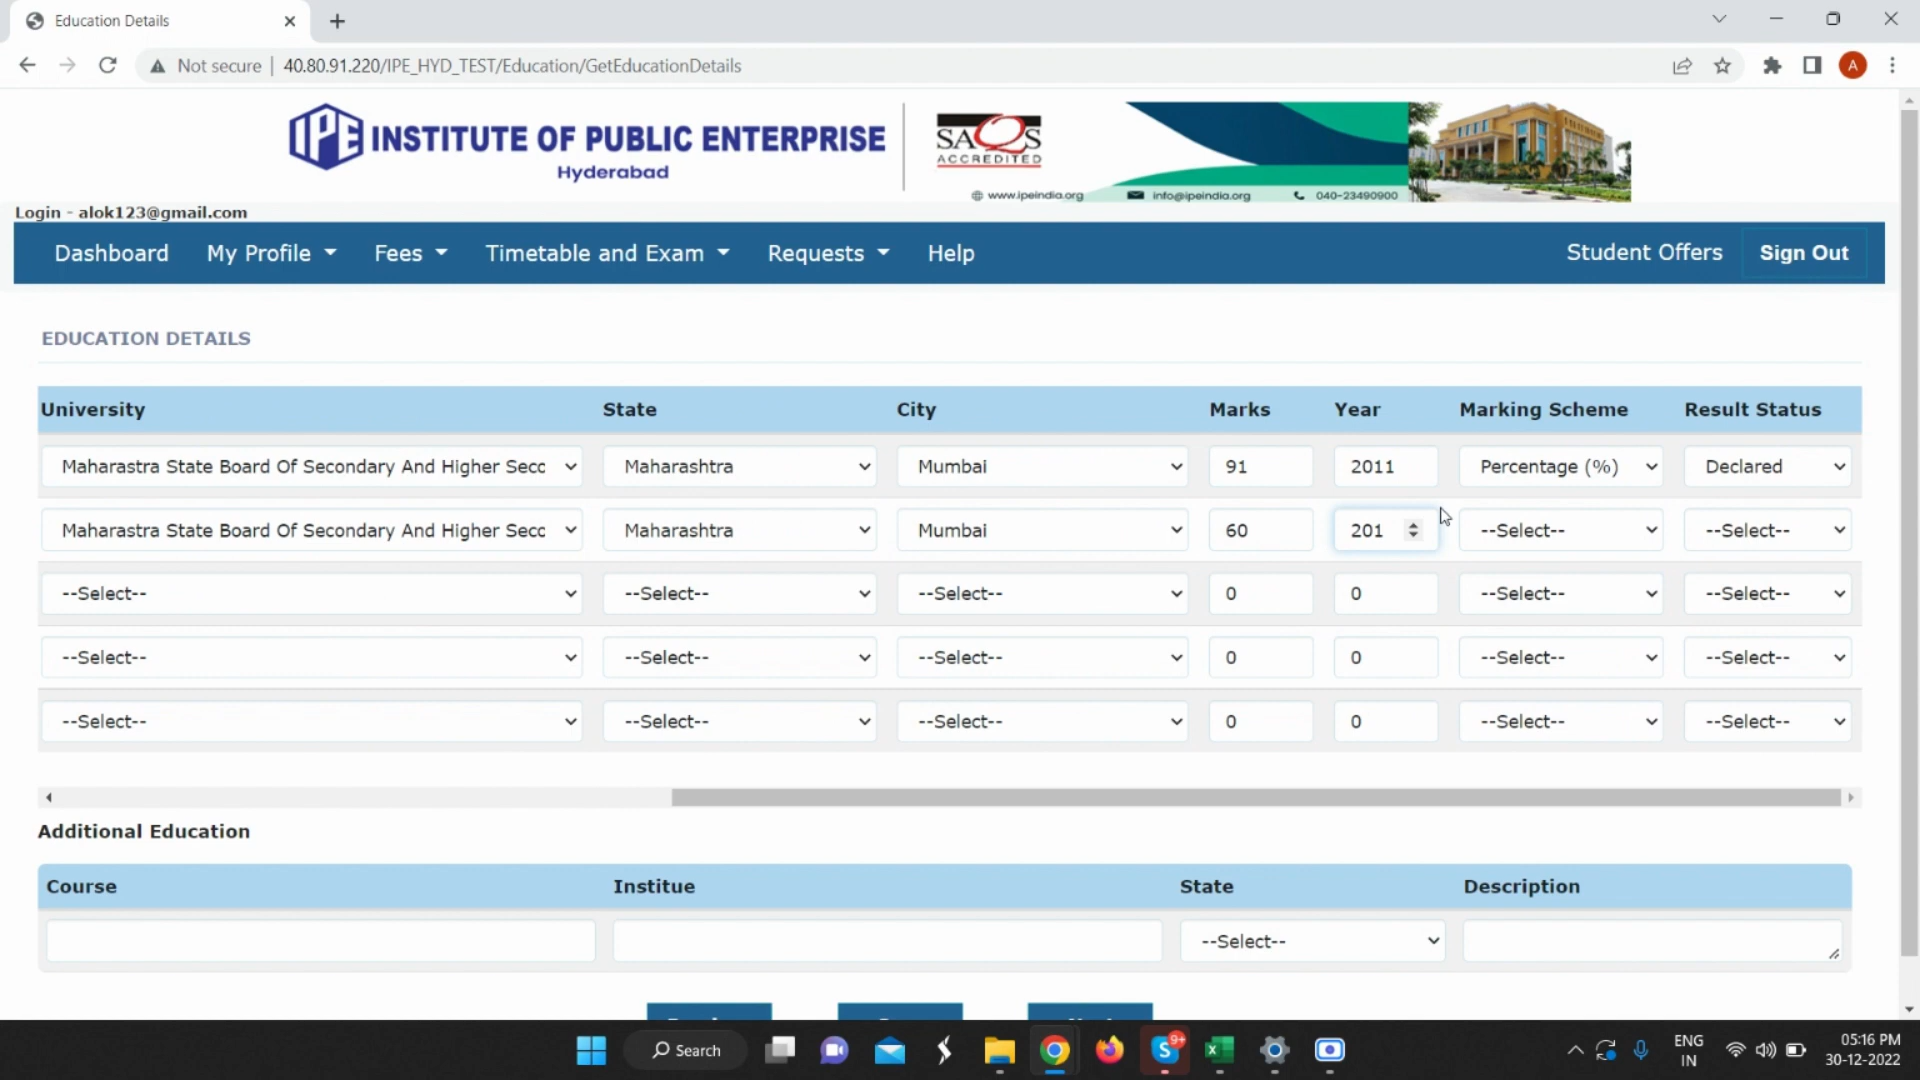 Education Details
Not secure | 40.80.91.220/IPE_HYD_TEST/Education/GetEducationDetails
A
IPE INSTITUTE OF PUBLIC ENTERPRISE
Hyderabad
SAQS
ACCREDITED
www.ipeindia.org info@ipeindia.org 040-23490900
Login - alok123@gmail.com
Dashboard My Profile Fees Timetable and Exam Requests Help Student Offers Sign Out
EDUCATION DETAILS
University State City Marks Year Marking Scheme Result Status
Maharastra State Board Of Secondary And Higher Secc Maharashtra Mumbai 91 2011 Percentage (%) Declared
Maharastra State Board Of Secondary And Higher Secc Maharashtra Mumbai 60 201 --Select-- --Select--
--Select-- --Select-- --Select-- 0 0 --Select-- --Select--
--Select-- --Select-- --Select-- 0 0 --Select-- --Select--
--Select-- --Select-- --Select-- 0 0 --Select-- --Select--
Additional Education
Course Institue State Description
--Select--
Search 9+ ENG 05:16 PM
IN 30-12-2022